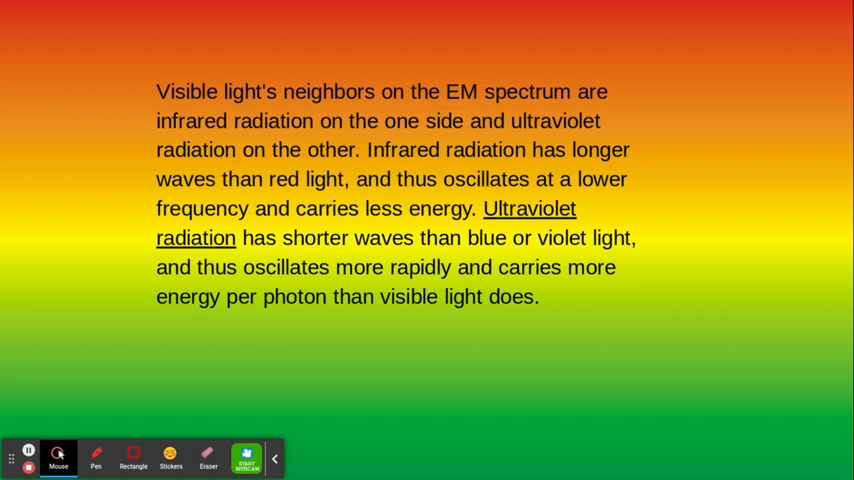 Visible light's neighbors on the EM spectrum are
infrared radiation on the one side and ultraviolet
radiation on the other. Infrared radiation has longer
waves than red light, and thus oscillates at a lower
frequency and carries less energy. Ultraviolet
radiation has shorter waves than blue or violet light,
and thus oscillates more rapidly and carries more
energy per photon than visible light does.
Mouse Pen Rectangle Stickers Eraser START WEBCAM